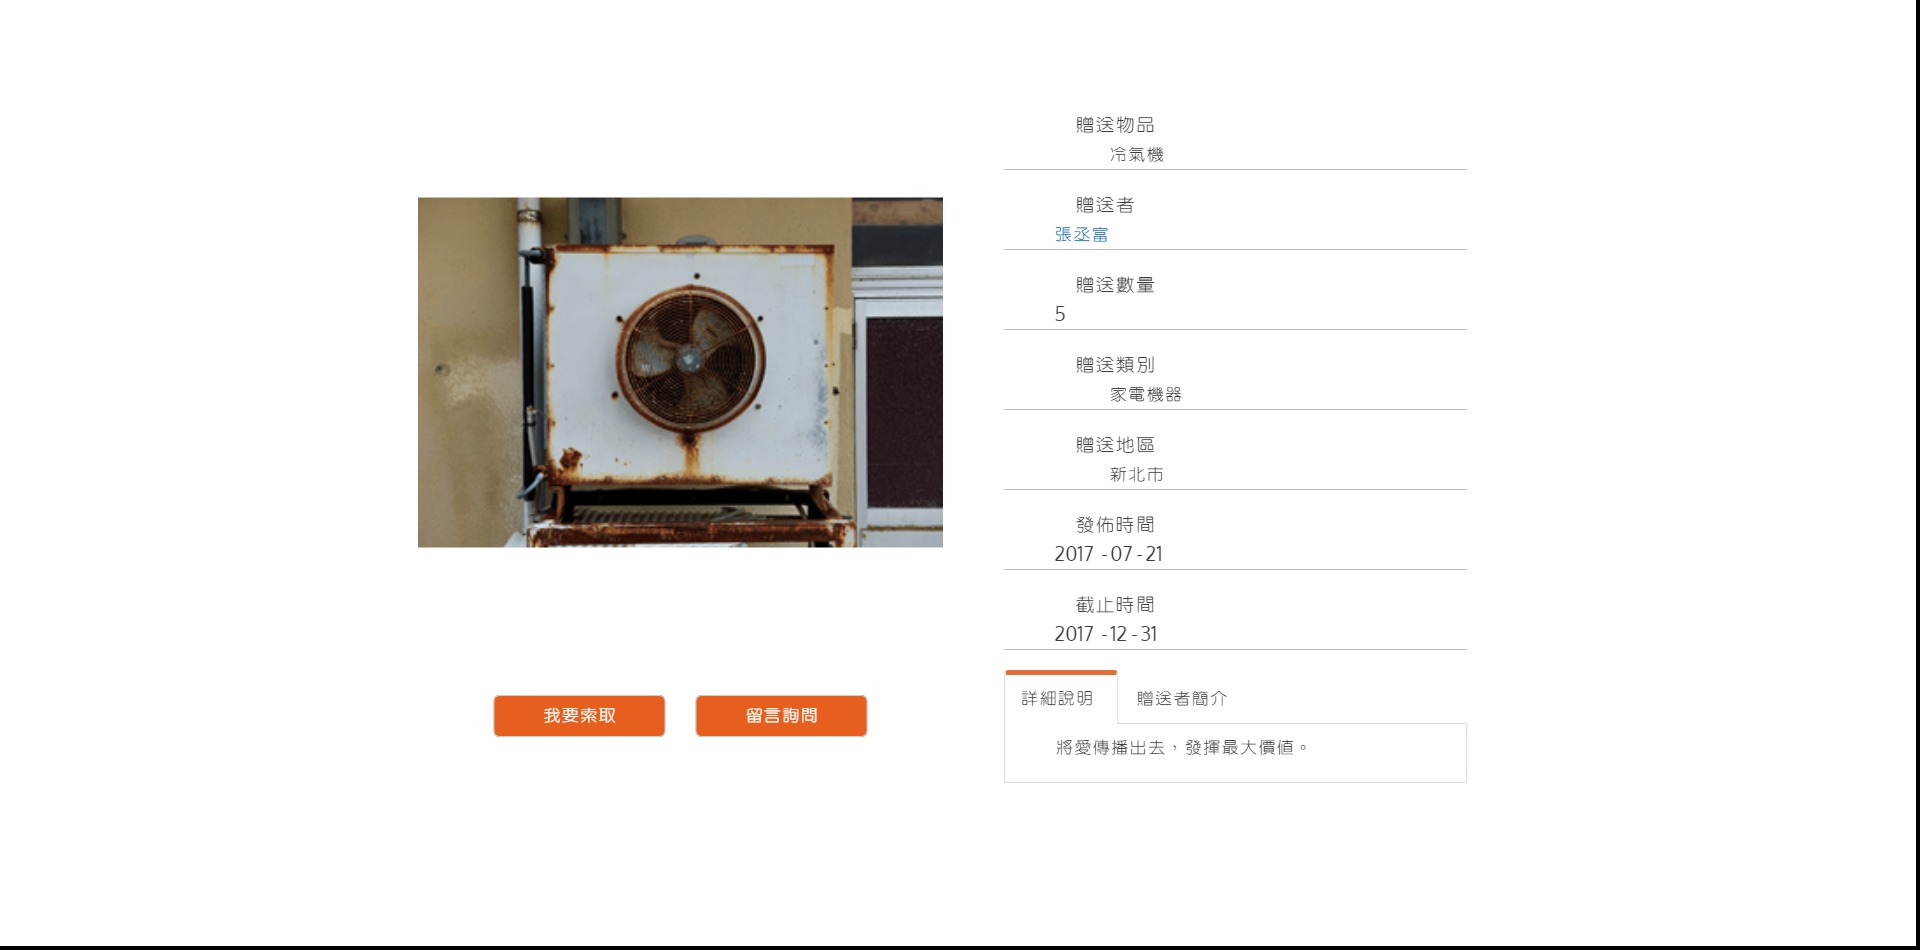 贈送物品
冷氣機
贈送者
張丞富
贈送數量
5
贈送類別
家電機器
贈送地區
新北市
發佈時間
2017 -07-21
截止時間
2017 -12-31
我要索取 留言詢問
詳細說明 贈送者簡介
將愛傳播出去，發揮最大價值。